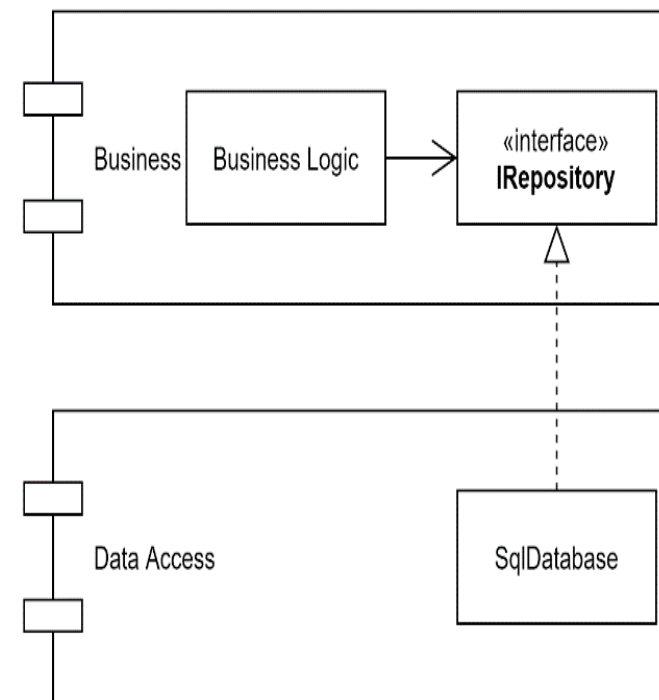 Business
Business Logic
«interface»
IRepository
Data Access
SqlDatabase